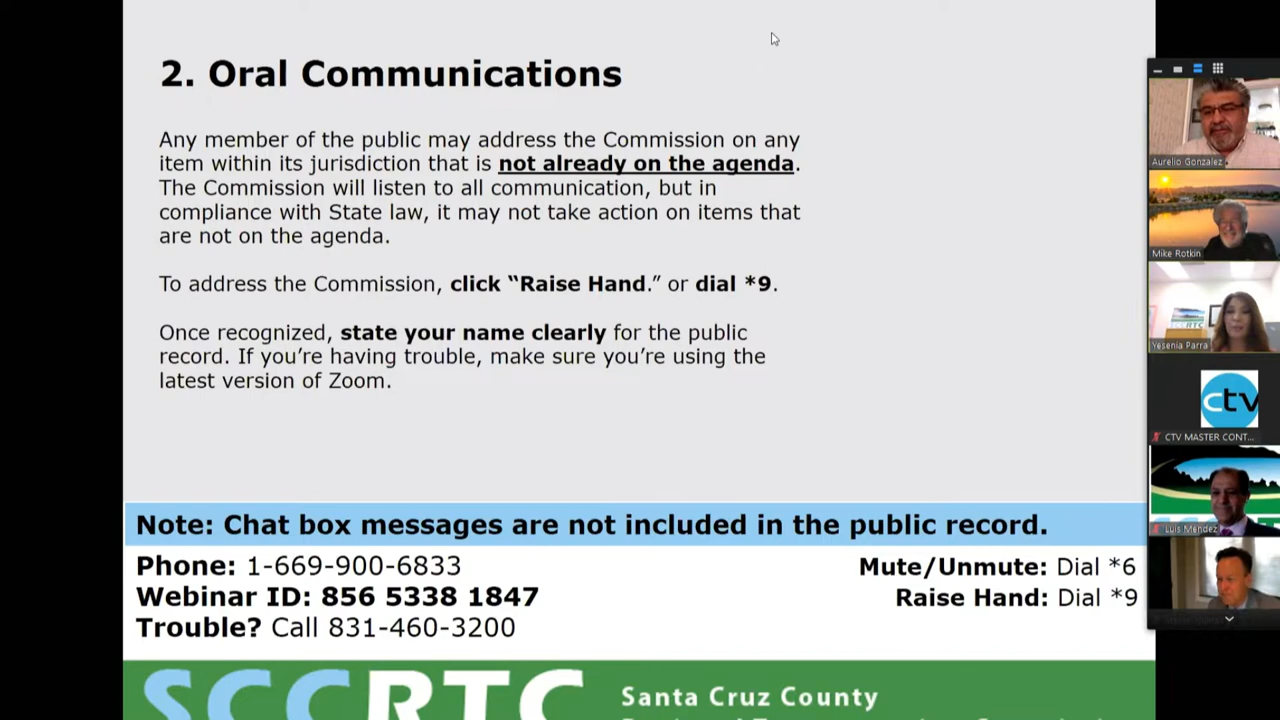 2. Oral Communications
Any member of the public may address the Commission on any
item within its jurisdiction that is not already on the agenda.
The Commission will listen to all communication, but in
compliance with State law, it may not take action on items that
are not on the agenda.
To address the Commission, click “Raise Hand.” or dial *9.
Once recognized, state your name clearly for the public
record. If you’re having trouble, make sure you’re using the
latest version of Zoom.
Note: Chat box messages are not included in the public record.
Phone: 1-669-900-6833
Webinar ID: 856 5338 1847
Trouble? Call 831-460-3200
Mute/Unmute: Dial *6
Raise Hand: Dial *9
SCCRTC
Santa Cruz County
Aurelio Gonzalez
Mike Rotkin
SCCRTC
Yesenia Parra
ctv
CTV MASTER CONT...
Luis Mendez